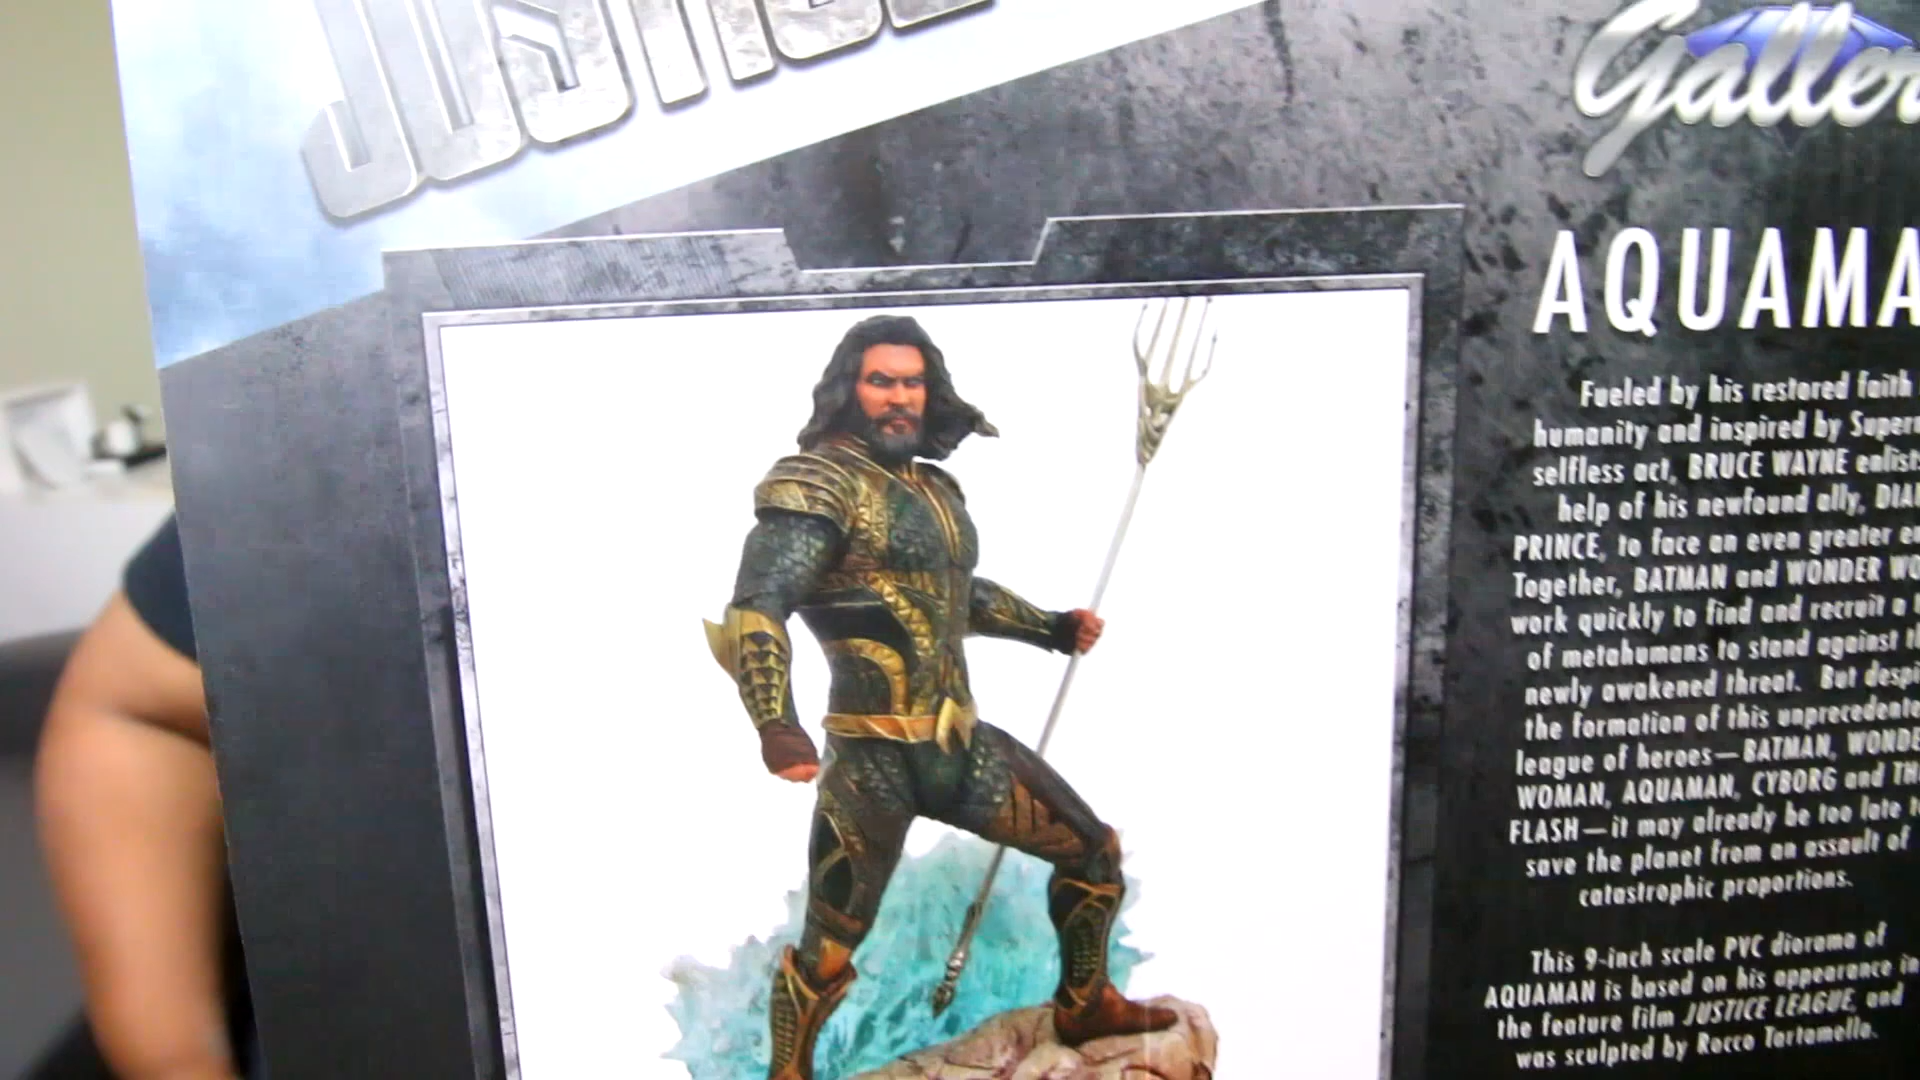 JUSTICE
Galler
AQUAMA
Fueled by his restored faith
humanity and inspired by Super
selfless act, BRUCE WAYNE enlist
help of his newfound ally, DIA
PRINCE, to face an even greater e
Together, BATMAN and WONDER WO
work quickly to find and recruit a
of metahumans to stand against t
newly awakened threat. But despi
the formation of this unprecedente
league of heroes—BATMAN, WONDE
WOMAN, AQUAMAN, CYBORG and TH
FLASH—it may already be too late t
save the planet from an assault of
catastrophic proportions.
This 9-inch scale PVC diorama of
AQUAMAN is based on his appearance in
the feature film JUSTICE LEAGUE, and
was sculpted by Rocco Tartamella.